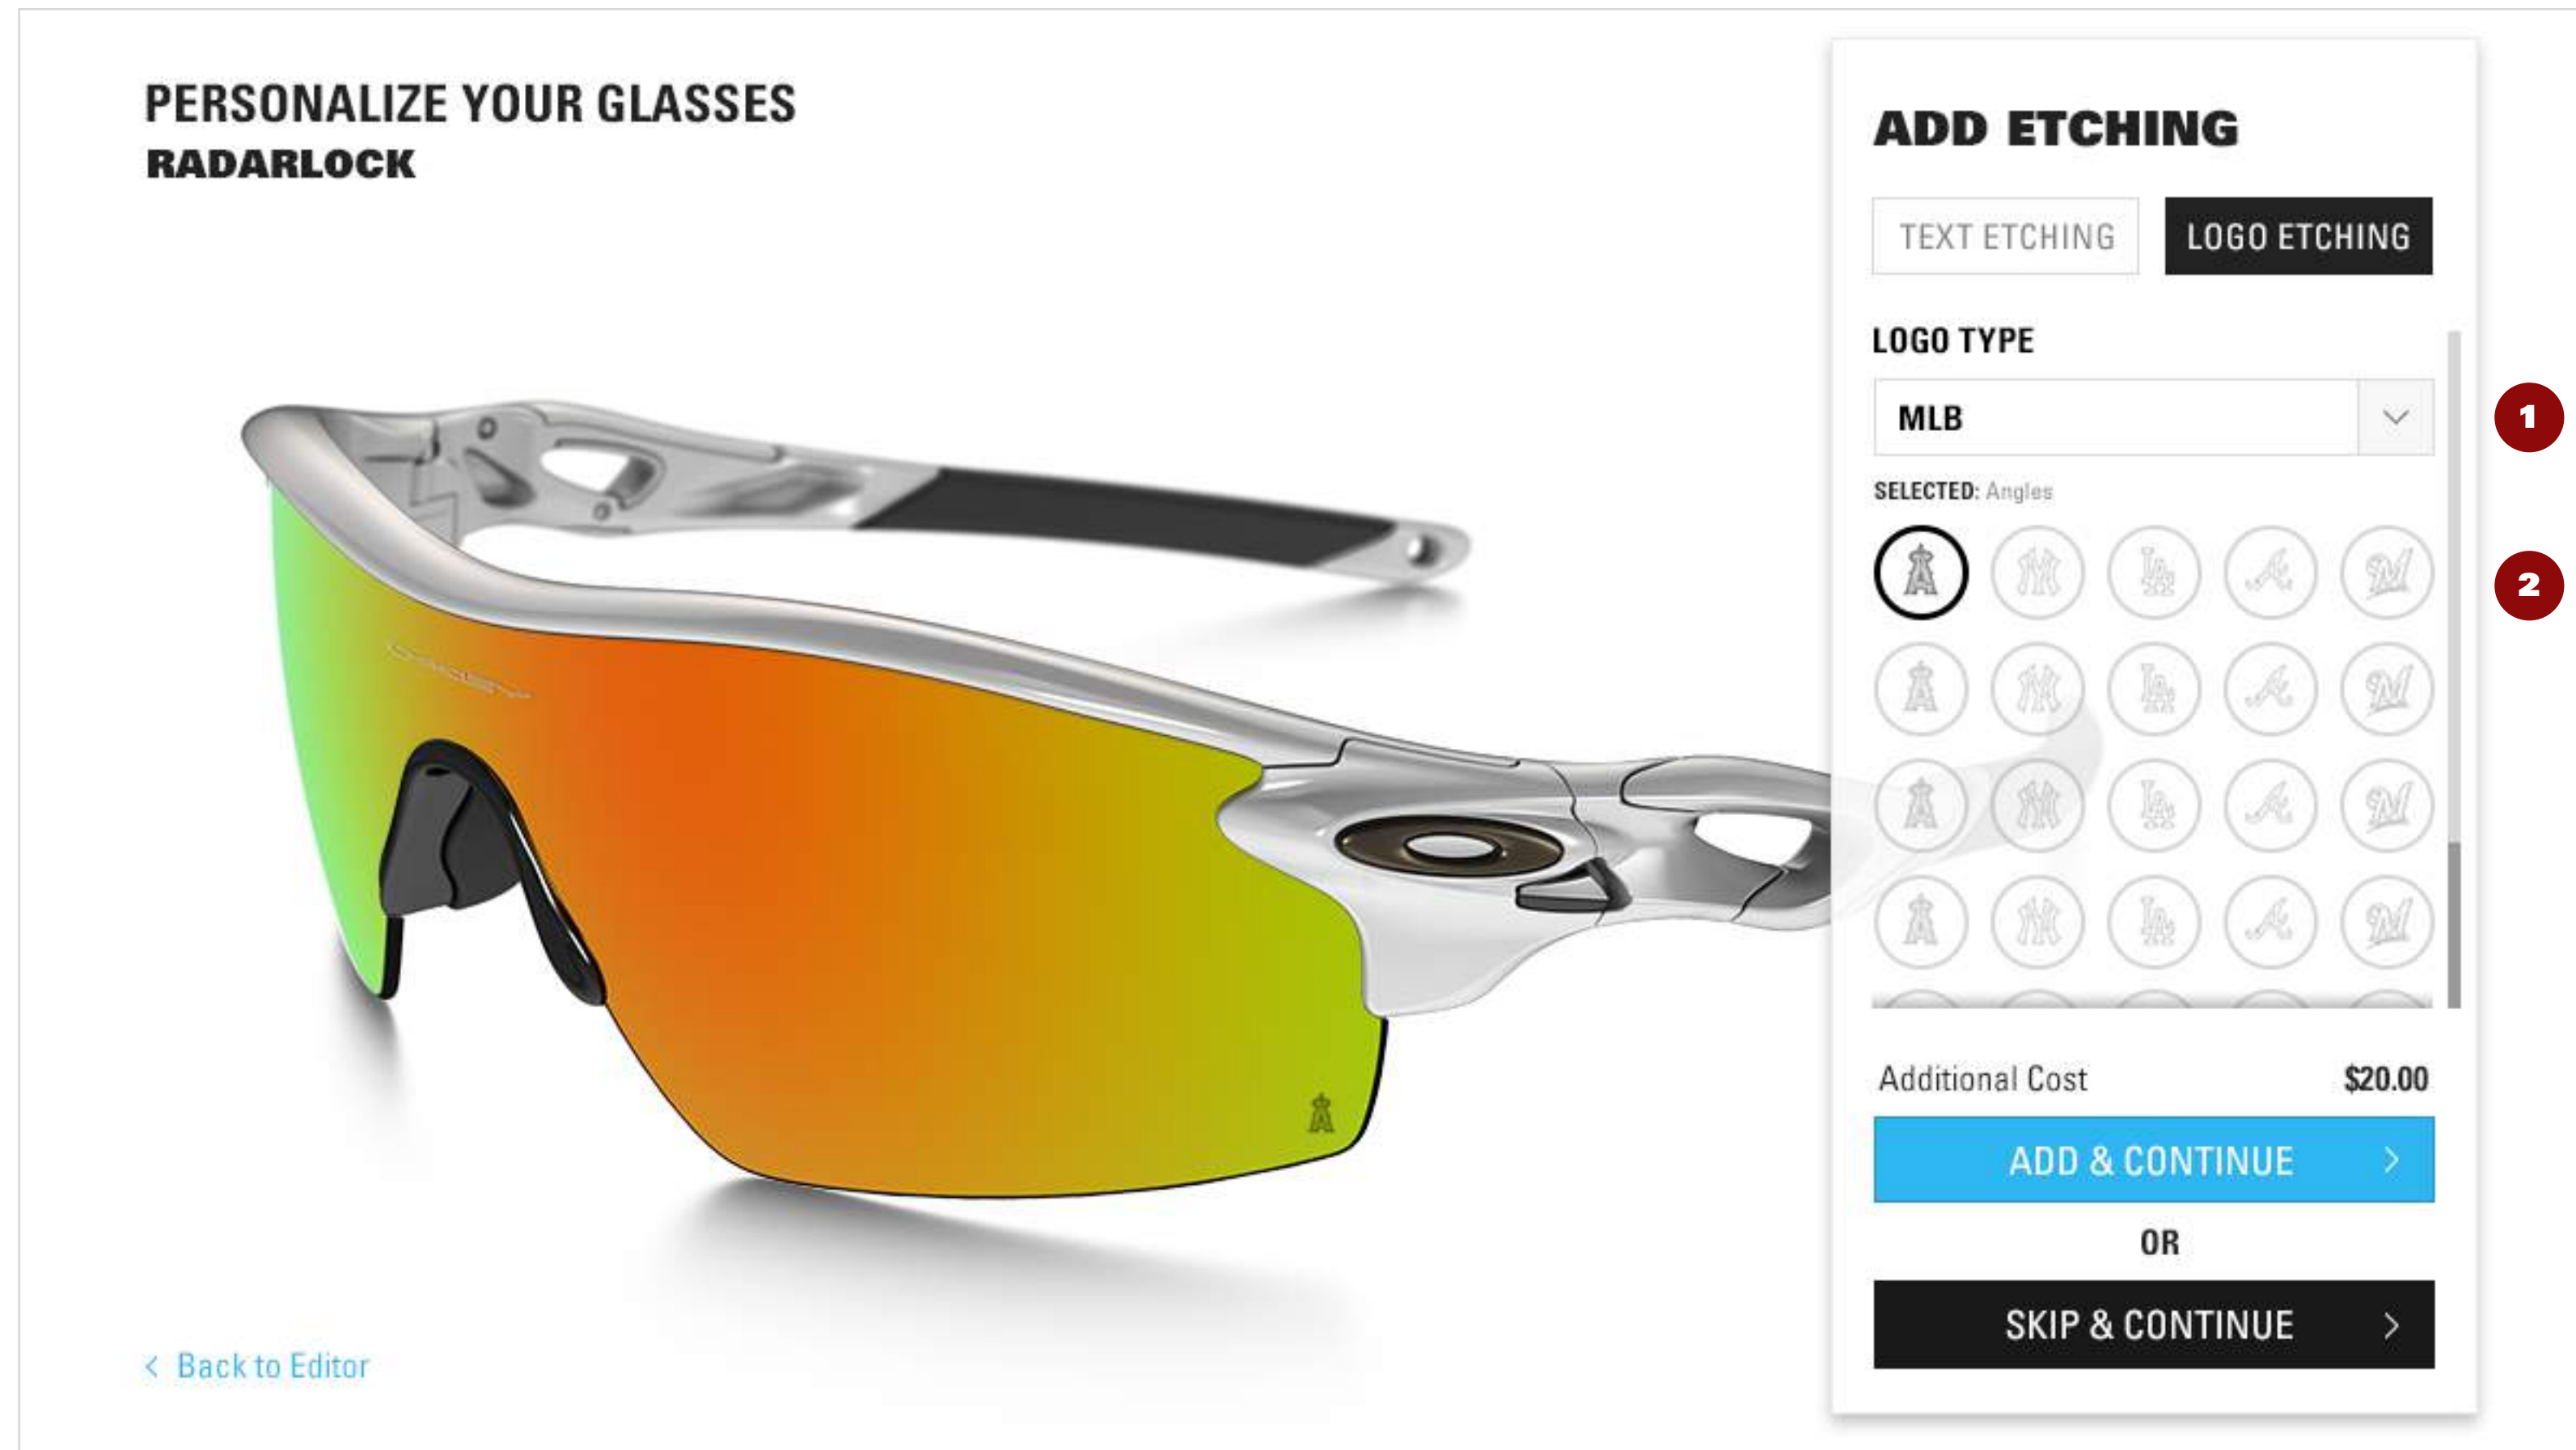 PERSONALIZE YOUR GLASSES
RADARLOCK
ADD ETCHING
TEXT ETCHING
LOGO ETCHING
LOGO TYPE
MLB
1
SELECTED: Angles
2
Additional Cost $20.00
ADD & CONTINUE
OR
SKIP & CONTINUE
< Back to Editor